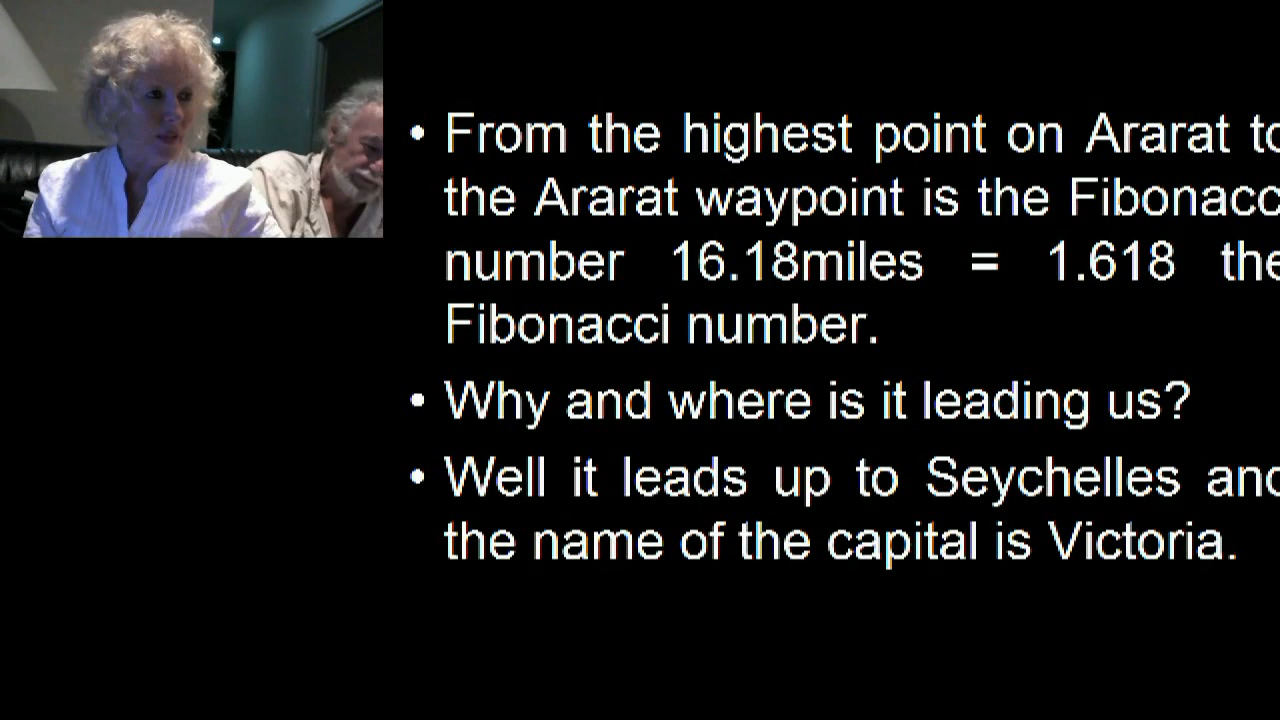 • From the highest point on Ararat to
the Ararat waypoint is the Fibonacc
number 16.18miles = 1.618 the
Fibonacci number.
• Why and where is it leading us?
• Well it leads up to Seychelles and
the name of the capital is Victoria.